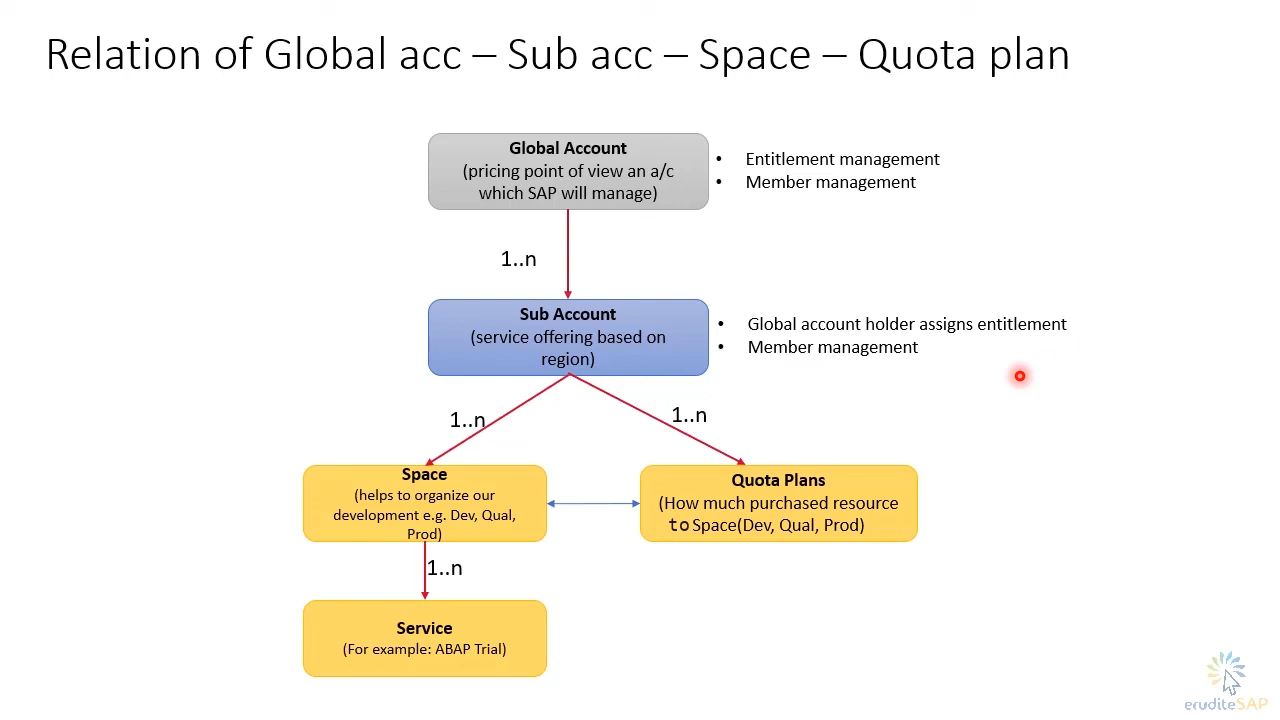 Relation of Global acc – Sub acc – Space – Quota plan
Global Account
(pricing point of view an a/c
which SAP will manage)
• Entitlement management
• Member management
1..n
Sub Account
(service offering based on
region)
• Global account holder assigns entitlement
• Member management
1..n
1..n
Space
(helps to organize our
development e.g. Dev, Qual,
Prod)
Quota Plans
(How much purchased resource
to Space(Dev, Qual, Prod)
1..n
Service
(For example: ABAP Trial)
eruditeSAP